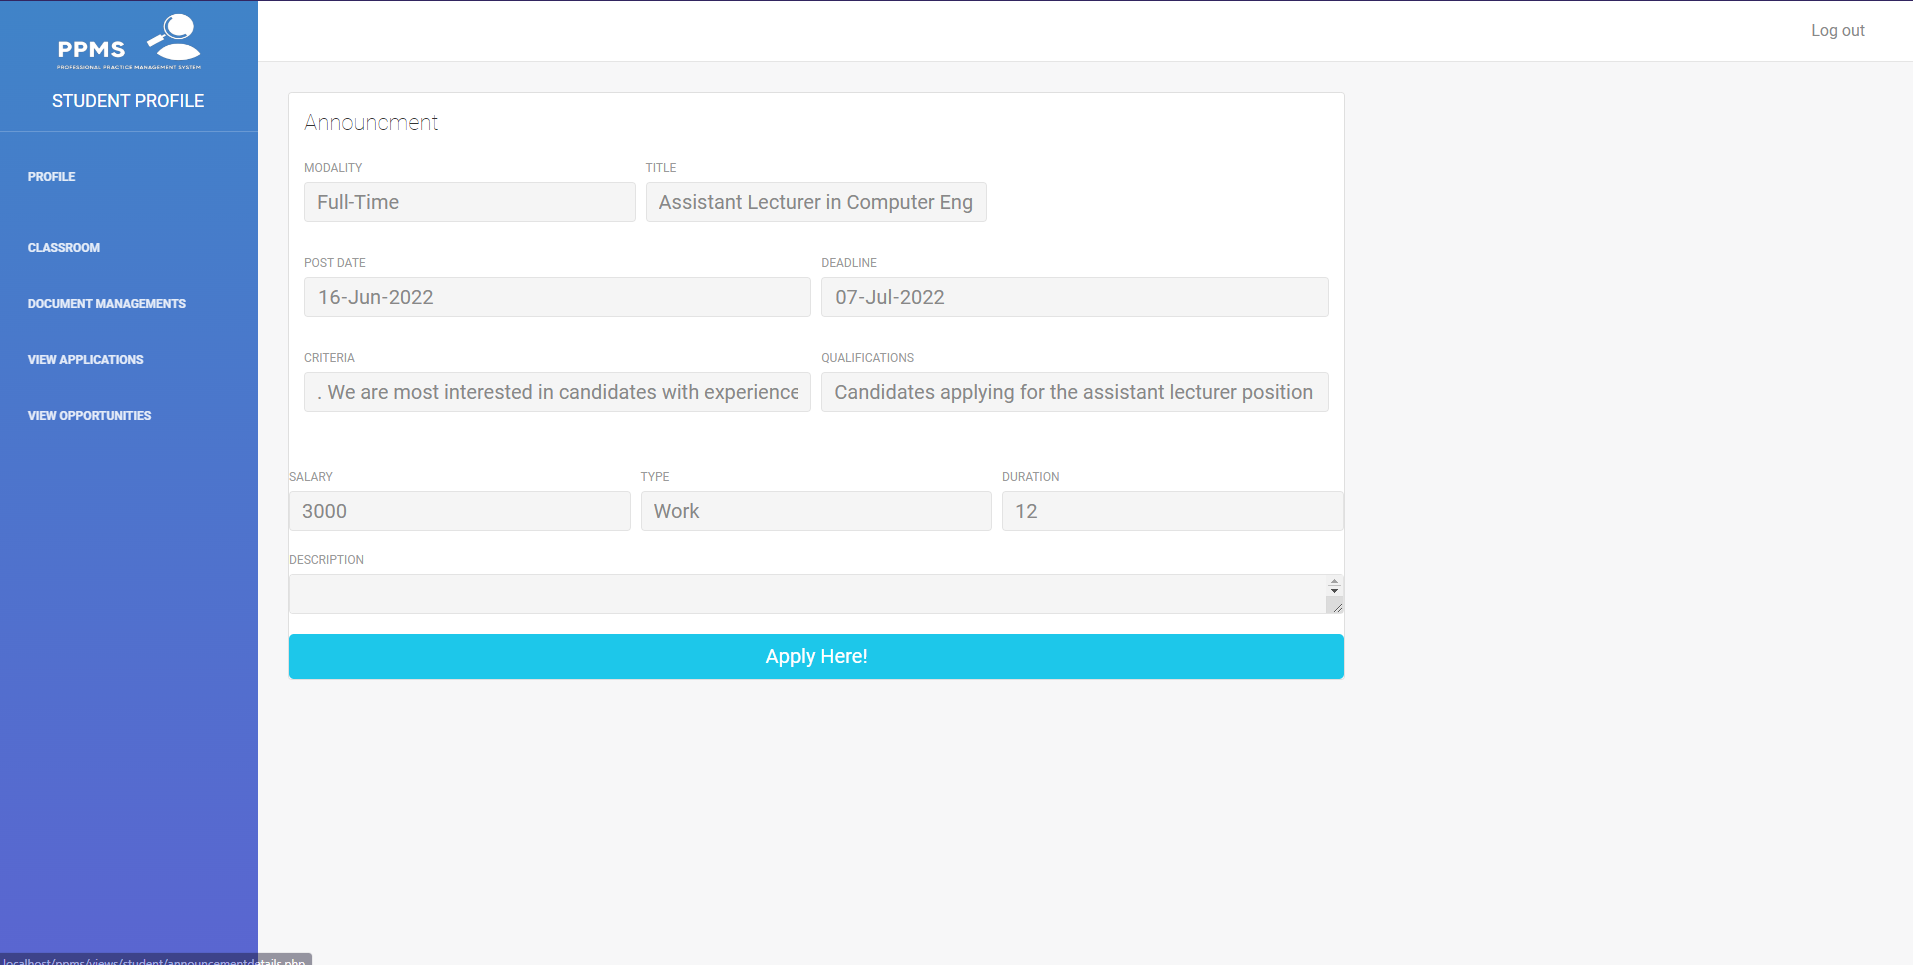 PPMS
PROFESSIONAL PRACTICE MANAGEMENT SYSTEM
STUDENT PROFILE
PROFILE
CLASSROOM
DOCUMENT MANAGEMENTS
VIEW APPLICATIONS
VIEW OPPORTUNITIES
Log out
Announcment
MODALITY TITLE
Full-Time Assistant Lecturer in Computer Eng
POST DATE DEADLINE
16-Jun-2022 07-Jul-2022
CRITERIA QUALIFICATIONS
. We are most interested in candidates with experience Candidates applying for the assistant lecturer position
SALARY TYPE DURATION
3000 Work 12
DESCRIPTION
Apply Here!
localhost/ppms/views/student/announcementdetails.php